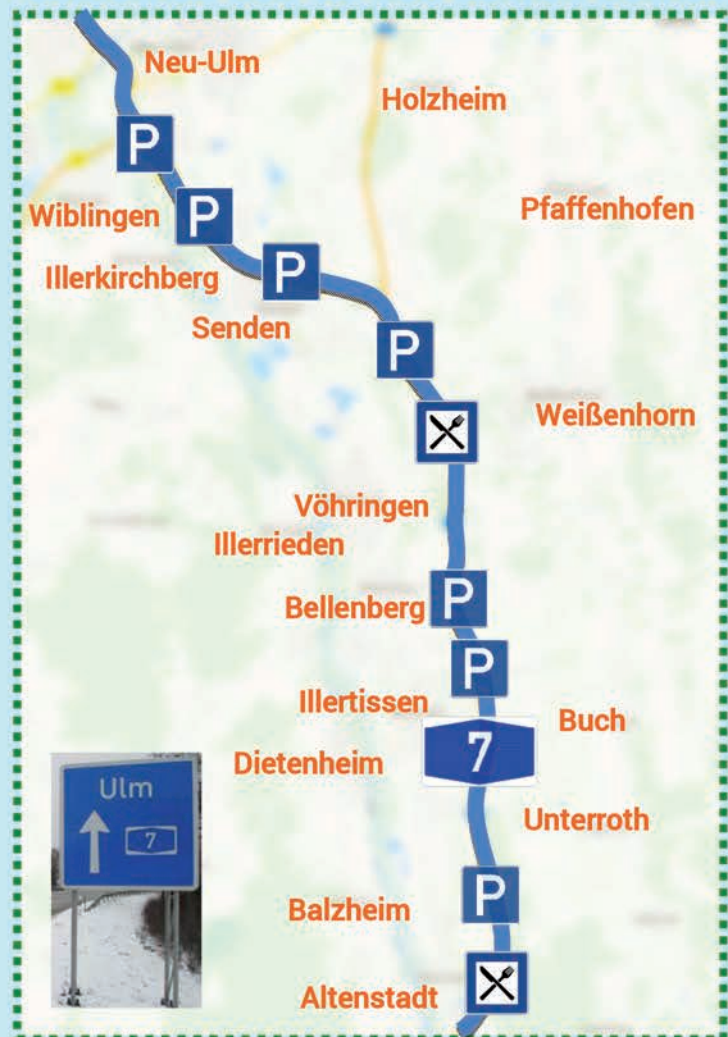 Neu-Ulm
Holzheim
P
Wiblingen
P
Pfaffenhofen
Illerkirchberg
P
Senden
P
Weißenhorn
Vöhringen
Illerrieden
Bellenberg
P
Illertissen
P
Buch
Dietenheim
7
Ulm
7
Unterroth
Balzheim
P
Altenstadt